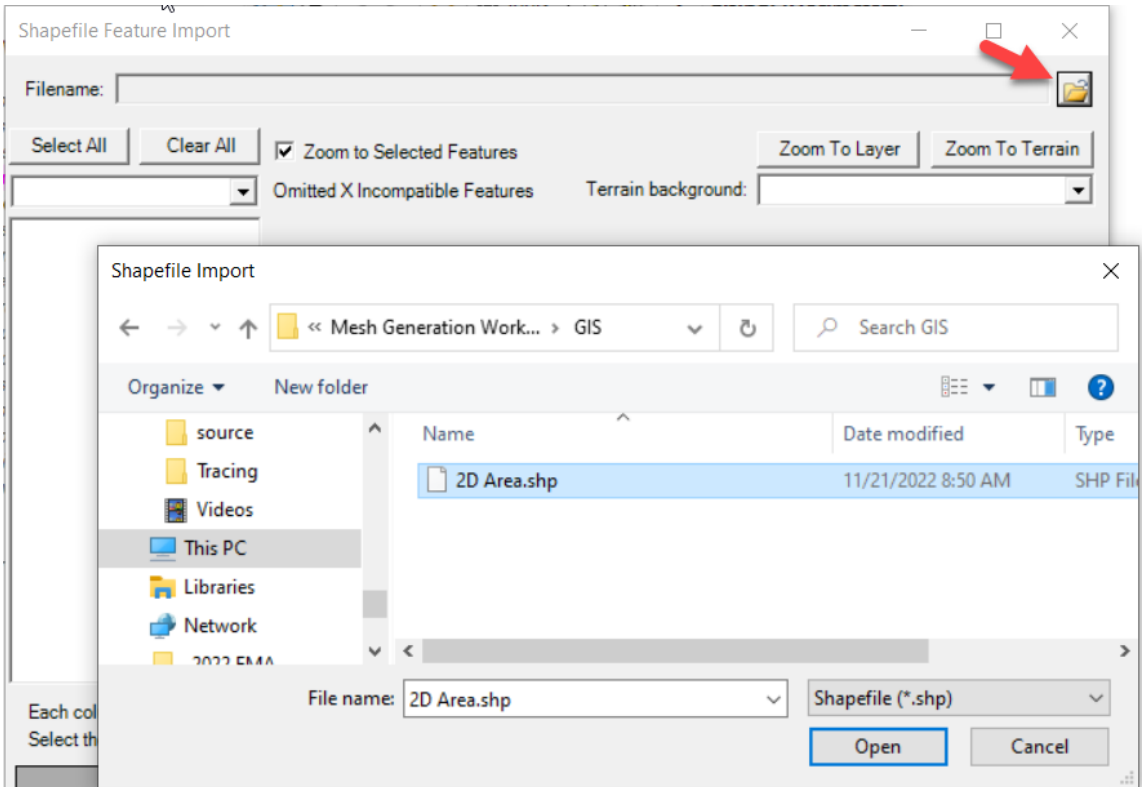 Shapefile Feature Import
Filename:
Select All
Clear All
Zoom to Selected Features
Zoom To Layer
Zoom To Terrain
Omitted X Incompatible Features
Terrain background:
Shapefile Import
« Mesh Generation Work... › GIS
Search GIS
Organize
New folder
source
Tracing
Videos
This PC
Libraries
Network
2022 FMA
Name
Date modified
Type
2D Area.shp
11/21/2022 8:50 AM
SHP Fil
Each col
Select th
File name:
2D Area.shp
Shapefile (*.shp)
Open
Cancel